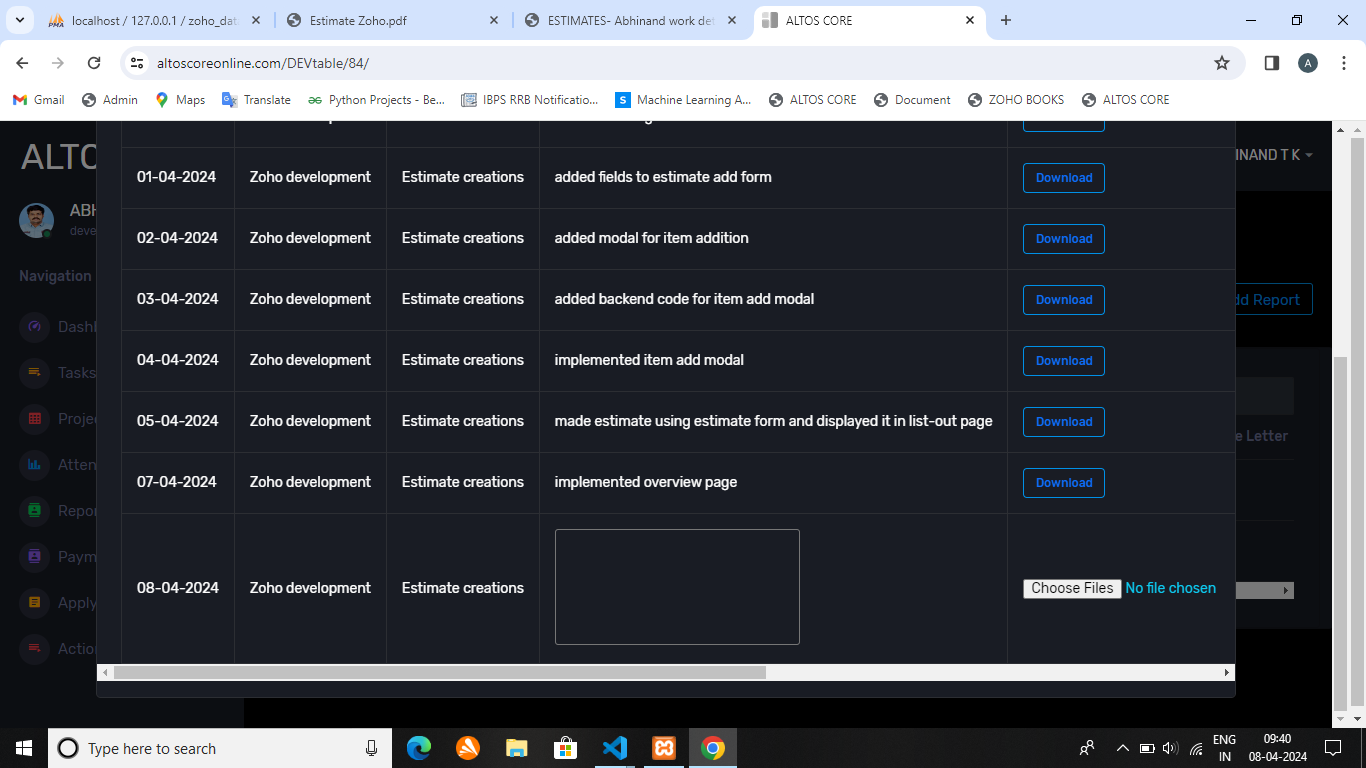 localhost / 127.0.0.1 / zoho_dat
Estimate Zoho.pdf
ESTIMATES- Abhinand work det
ALTOS CORE
altoscoreonline.com/DEVtable/84/
A
Gmail
Admin
Maps
Translate
Python Projects - Be...
IBPS RRB Notificatio...
Machine Learning A...
ALTOS CORE
Document
ZOHO BOOKS
ALTOS CORE
ALTO
INAND T K
ABH
deve
Navigation
Dashl
Tasks
Projec
Atten
Repor
Paym
Apply
Action
dd Report
e Letter
01-04-2024 Zoho development Estimate creations added fields to estimate add form Download
02-04-2024 Zoho development Estimate creations added modal for item addition Download
03-04-2024 Zoho development Estimate creations added backend code for item add modal Download
04-04-2024 Zoho development Estimate creations implemented item add modal Download
05-04-2024 Zoho development Estimate creations made estimate using estimate form and displayed it in list-out page Download
07-04-2024 Zoho development Estimate creations implemented overview page Download
08-04-2024 Zoho development Estimate creations Choose Files No file chosen
Type here to search
ENG
IN
09:40
08-04-2024